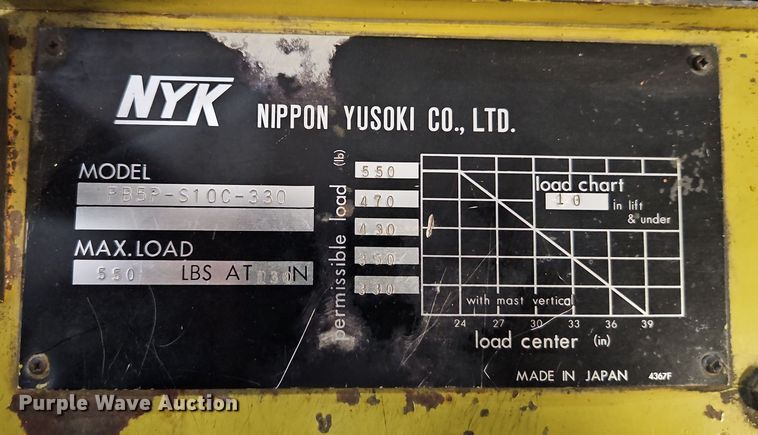 NYK NIPPON YUSOKI CO., LTD.
MODEL
PB5P-S10C-330
MAX. LOAD
550 LBS AT IN
permissible load (lb)
550
470
430
350
330
load chart
10 in lift
& under
with mast vertical
24 27 30 33 36 39
load center (in)
MADE IN JAPAN 4367F
Purple Wave Auction